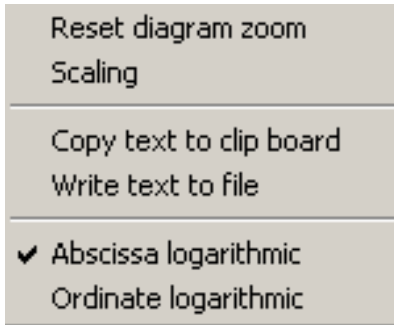 Reset diagram zoom
Scaling
Copy text to clip board
Write text to file
Abscissa logarithmic
Ordinate logarithmic